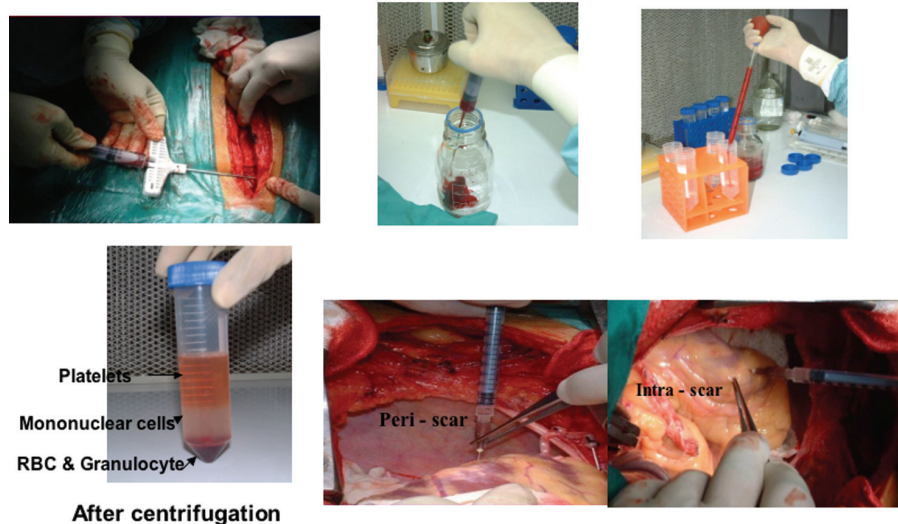 Platelets
Mononuclear cells
RBC & Granulocyte
After centrifugation
Peri - scar
Intra - scar